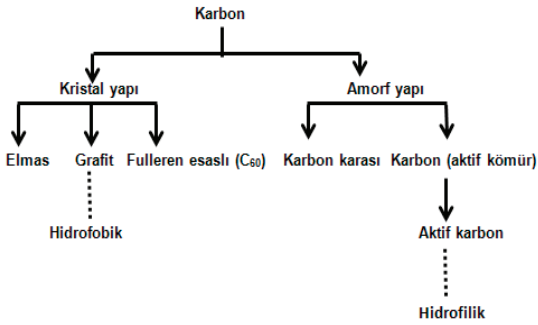 Karbon
Kristal yapı
Amorf yapı
Elmas
Grafit
Fulleren esaslı (C₆₀)
Karbon karası
Karbon (aktif kömür)
Hidrofobik
Aktif karbon
Hidrofilik